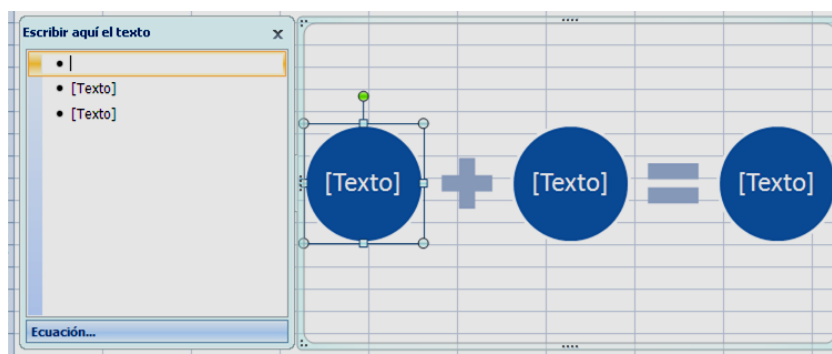 Escribir aquí el texto x
•
• [Texto]
• [Texto]
Ecuación...
[Texto] + [Texto] = [Texto]